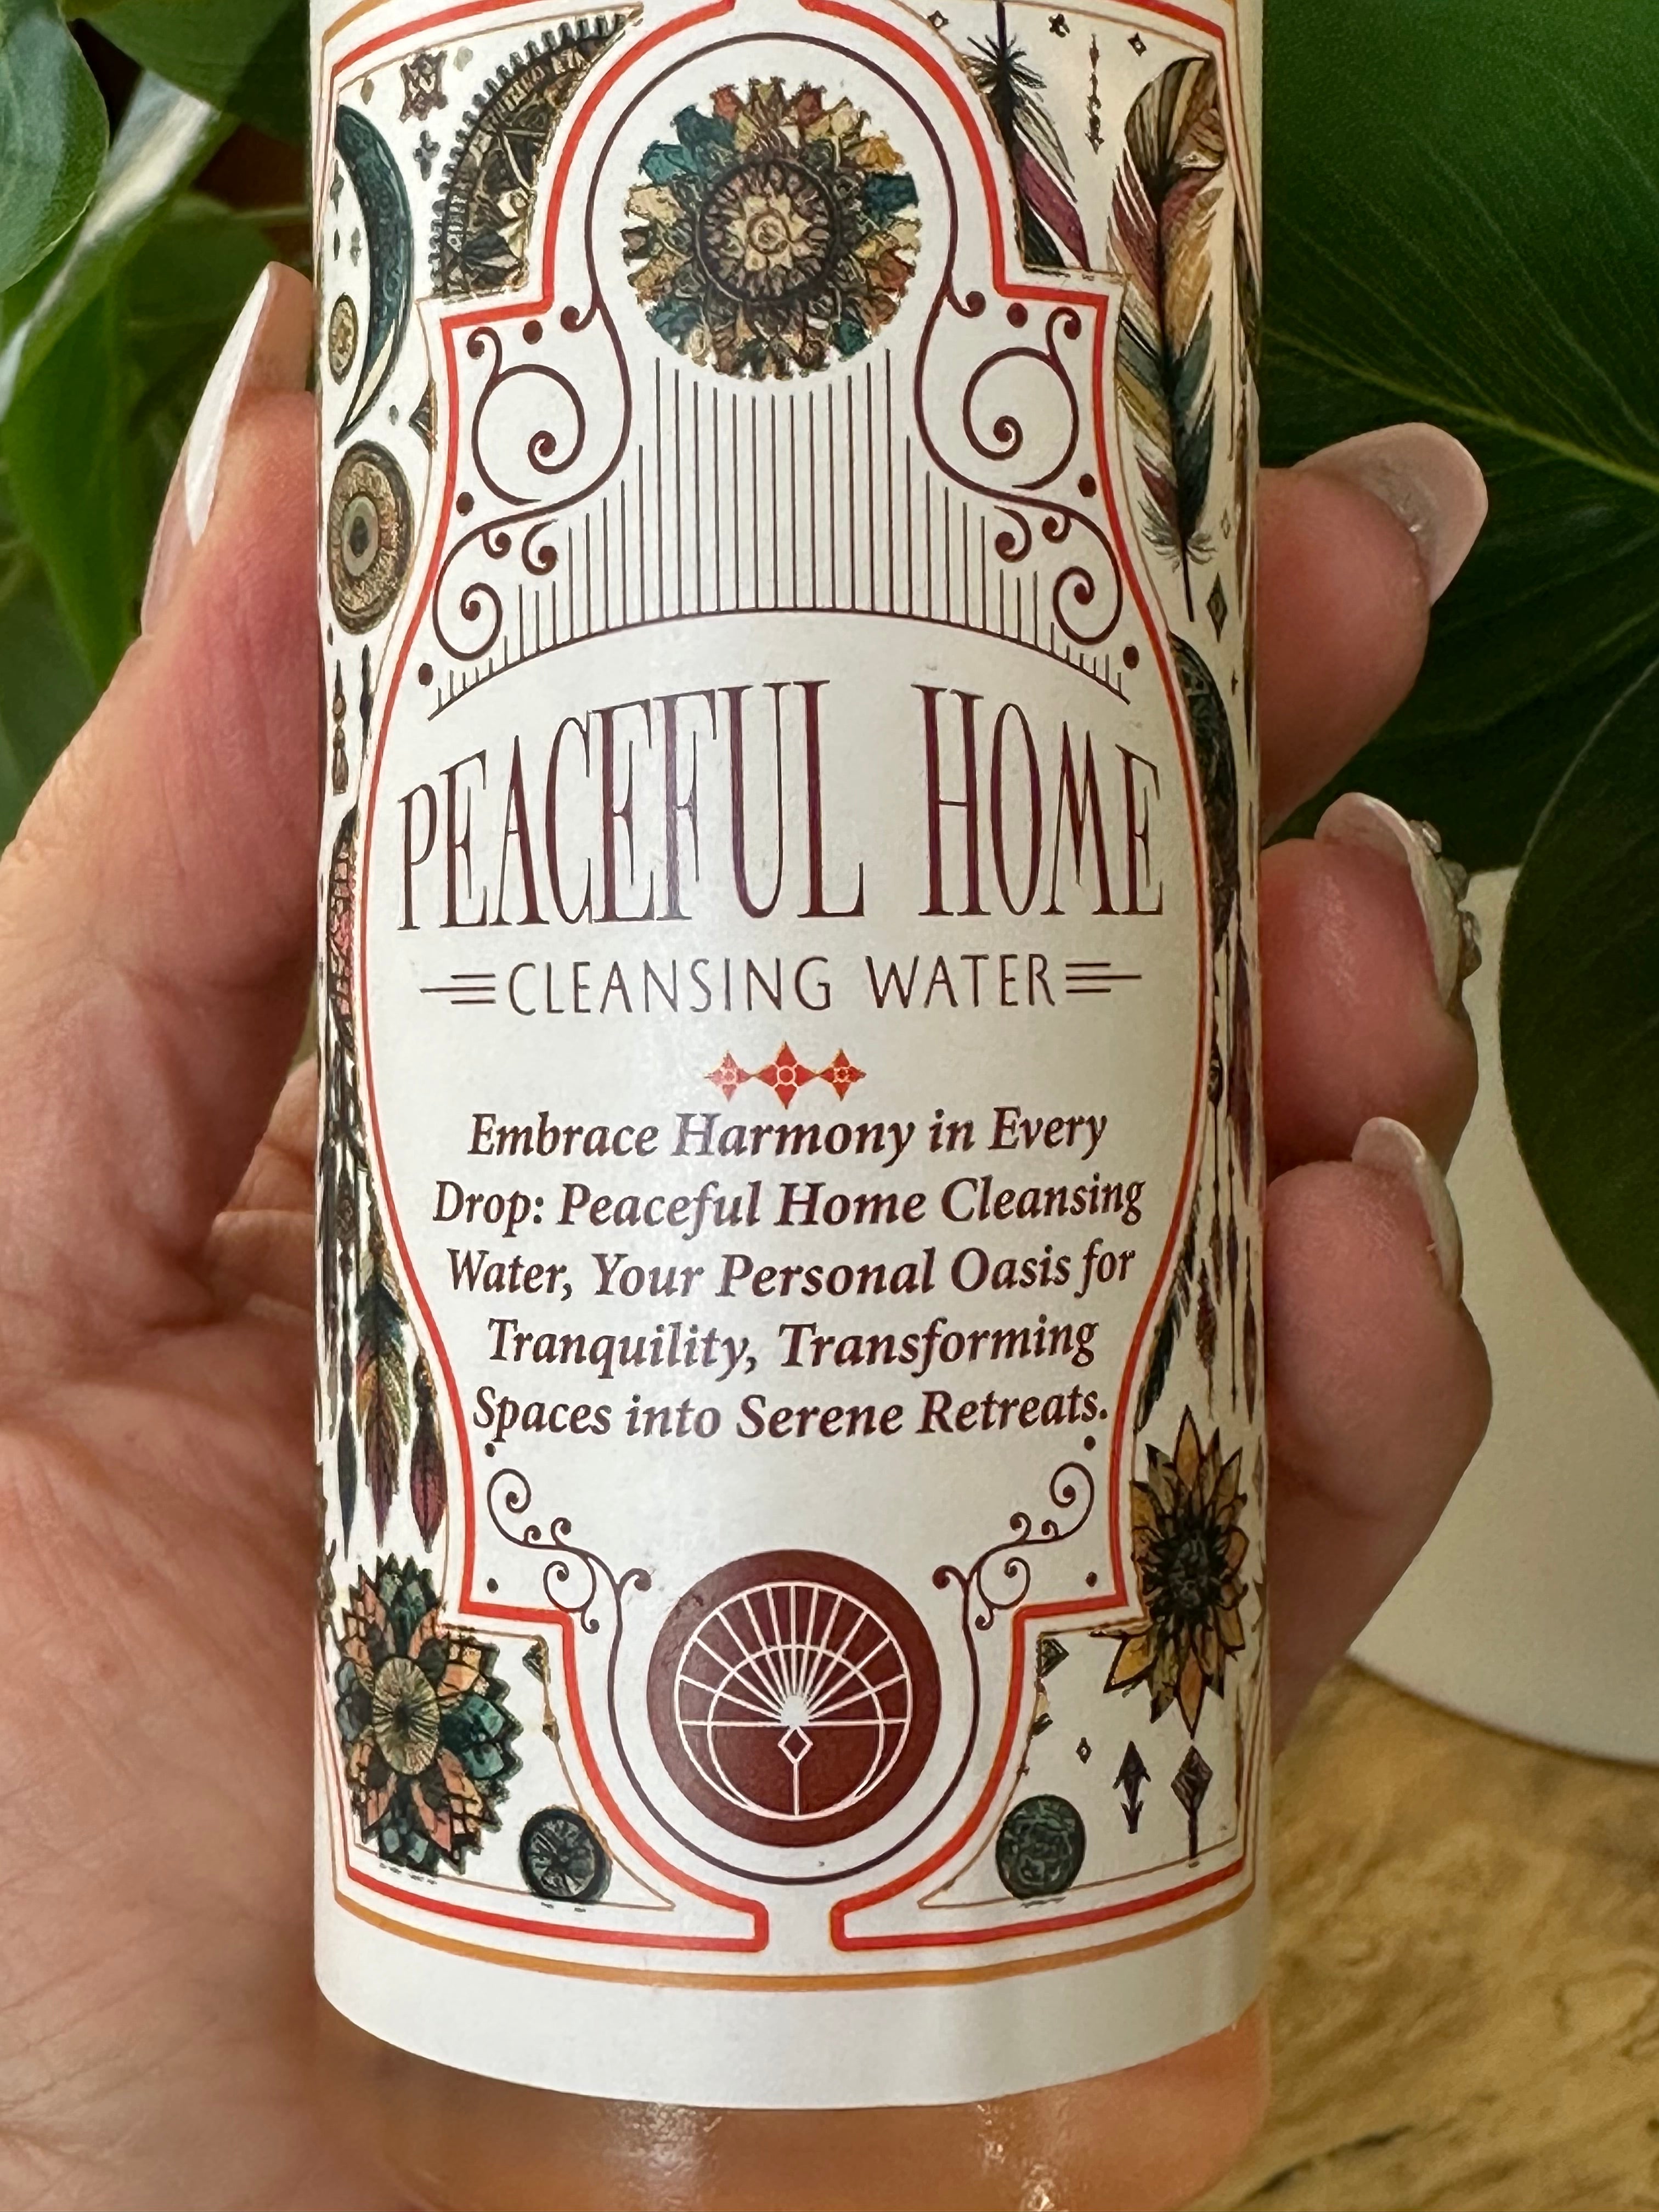 PEACEFUL HOME
CLEANSING WATER
Embrace Harmony in Every
Drop: Peaceful Home Cleansing
Water, Your Personal Oasis for
Tranquility, Transforming
Spaces into Serene Retreats.